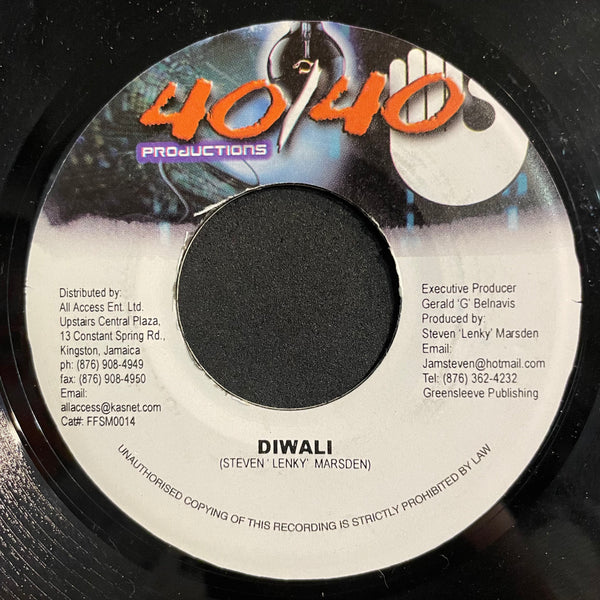 40/40
PRODUCTIONS
Distributed by:
All Access Ent. Ltd.
Upstairs Central Plaza,
13 Constant Spring Rd.,
Kingston, Jamaica
ph: (876) 908-4949
fax: (876) 908-4950
Email:
allaccess@kasnet.com
Cat#: FFSM0014
Executive Producer
Gerald 'G' Belnavis
Produced by:
Steven 'Lenky' Marsden
Email:
Jamsteven@hotmail.com
Tel: (876) 362-4232
Greensleeve Publishing
DIWALI
(STEVEN ' LENKY' MARSDEN)
UNAUTHORISED COPYING OF THIS RECORDING IS STRICTLY PROHIBITED BY LAW